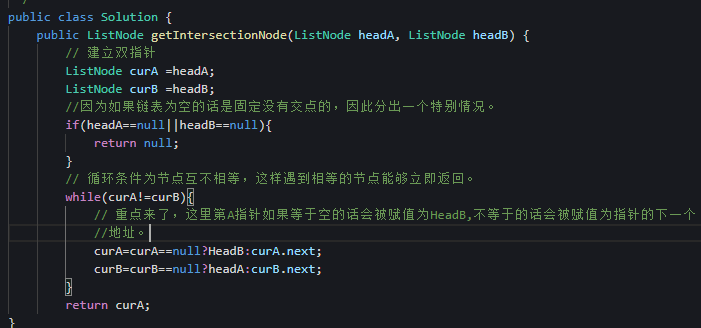 public class Solution {
public ListNode getIntersectionNode(ListNode headA, ListNode headB) {
// 建立双指针
ListNode curA =headA;
ListNode curB =headB;
//因为如果链表为空的话是固定没有交点的，因此分出一个特别情况。
if(headA==null||headB==null){
return null;
}
// 循环条件为节点互不相等，这样遇到相等的节点能够立即返回。
while(curA!=curB){
// 重点来了，这里第A指针如果等于空的话会被赋值为HeadB,不等于的话会被赋值为指针的下一个
//地址。
curA=curA==null?HeadB:curA.next;
curB=curB==null?headA:curB.next;
}
return curA;
}